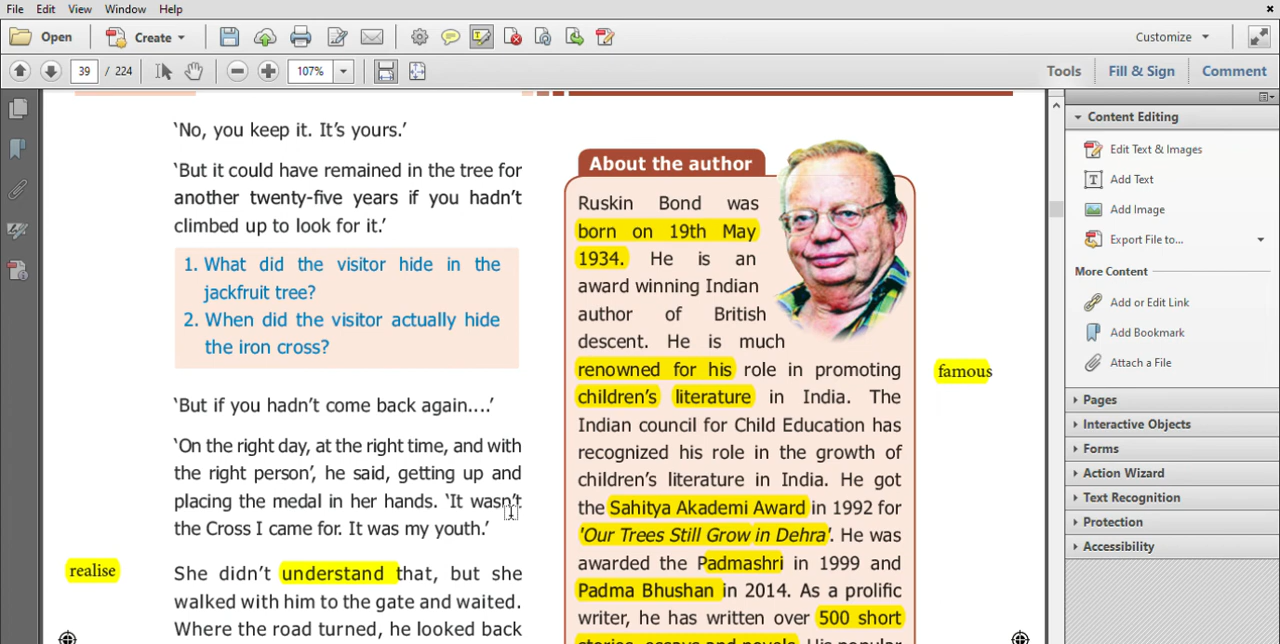 File Edit View Window Help
Open Create Customize
39 / 224 107% Tools Fill & Sign Comment
‘No, you keep it. It’s yours.’
‘But it could have remained in the tree for
another twenty-five years if you hadn’t
climbed up to look for it.’
1. What did the visitor hide in the
jackfruit tree?
2. When did the visitor actually hide
the iron cross?
‘But if you hadn’t come back again....’
‘On the right day, at the right time, and with
the right person’, he said, getting up and
placing the medal in her hands. ‘It wasn’t
the Cross I came for. It was my youth.’
realise
She didn’t understand that, but she
walked with him to the gate and waited.
Where the road turned, he looked back
About the author
Ruskin Bond was
born on 19th May
1934. He is an
award winning Indian
author of British
descent. He is much
renowned for his role in promoting
children’s literature in India. The
Indian council for Child Education has
recognized his role in the growth of
children’s literature in India. He got
the Sahitya Akademi Award in 1992 for
'Our Trees Still Grow in Dehra'. He was
awarded the Padmashri in 1999 and
Padma Bhushan in 2014. As a prolific
writer, he has written over 500 short
stories, essays and novels. His popular
famous
Content Editing
Edit Text & Images
Add Text
Add Image
Export File to...
More Content
Add or Edit Link
Add Bookmark
Attach a File
Pages
Interactive Objects
Forms
Action Wizard
Text Recognition
Protection
Accessibility